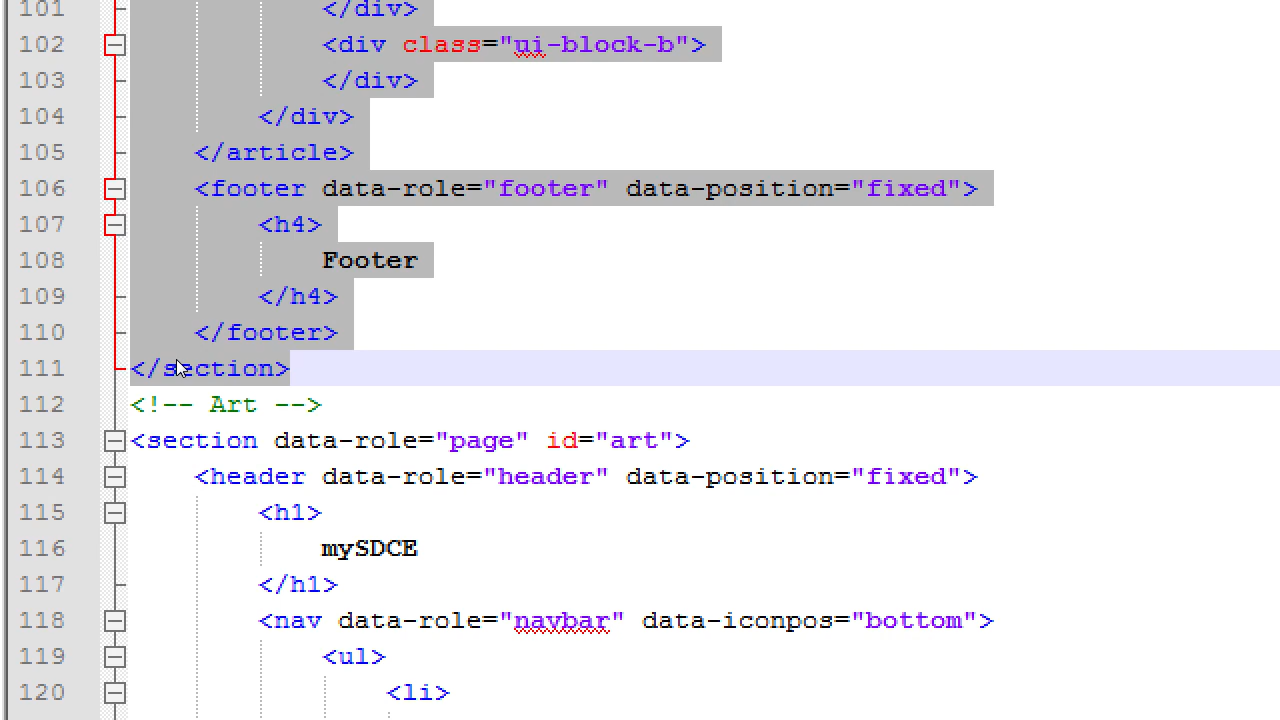 101 </div>
102 <div class="ui-block-b">
103 </div>
104 </div>
105 </article>
106 <footer data-role="footer" data-position="fixed">
107 <h4>
108 Footer
109 </h4>
110 </footer>
111 </section>
112 <!-- Art -->
113 <section data-role="page" id="art">
114 <header data-role="header" data-position="fixed">
115 <h1>
116 mySDCE
117 </h1>
118 <nav data-role="navbar" data-iconpos="bottom">
119 <ul>
120 <li>